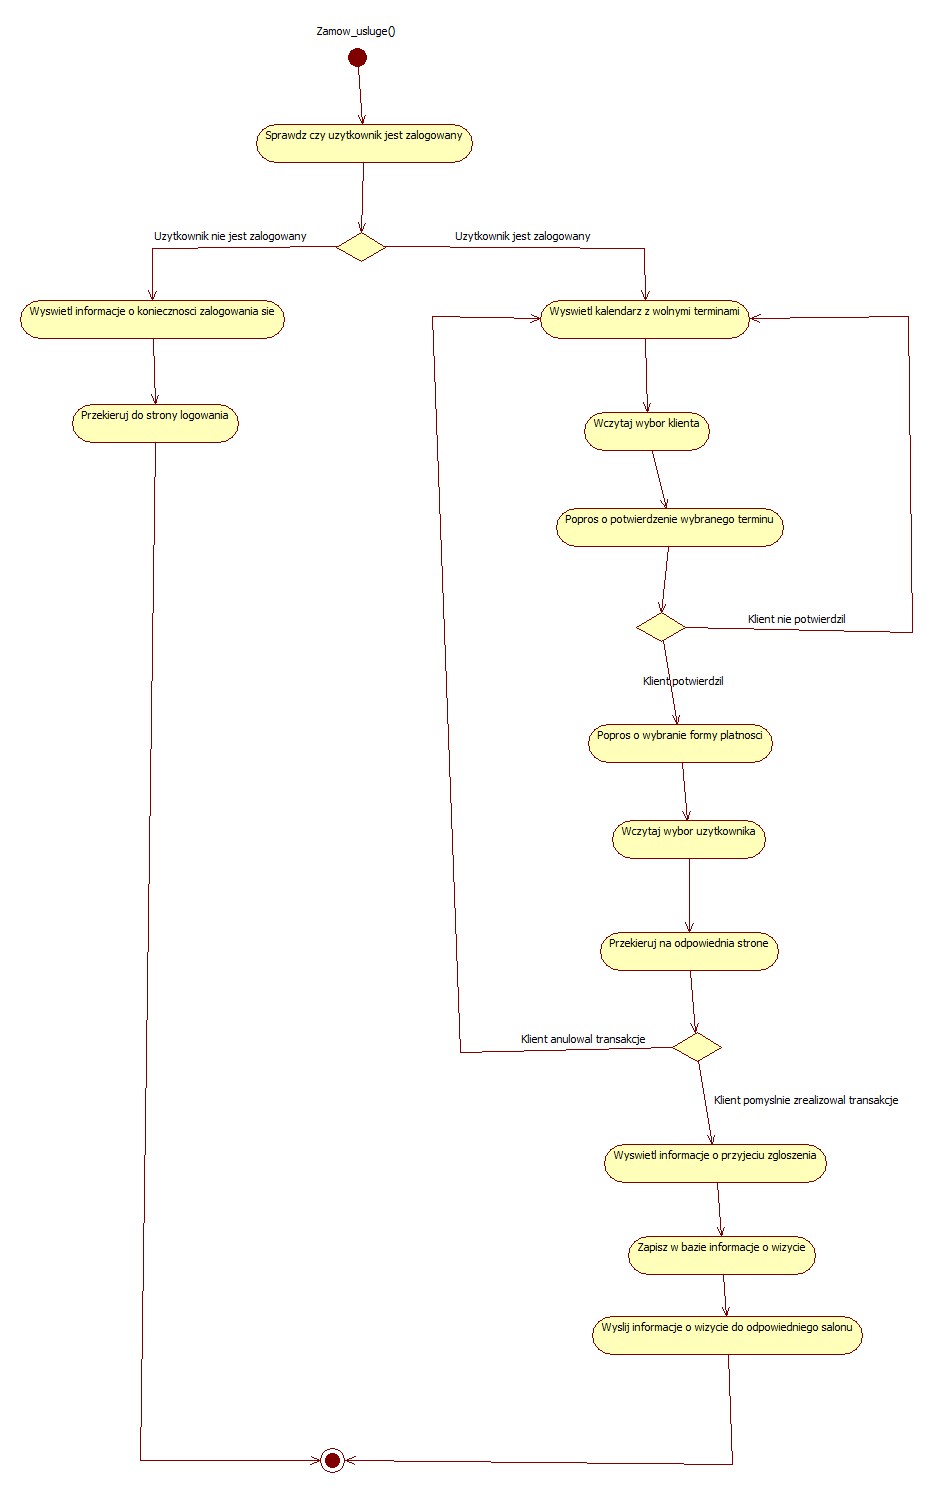 Zamow_usluge()
Sprawdz czy uzytkownik jest zalogowany
Uzytkownik nie jest zalogowany
Uzytkownik jest zalogowany
Wyswietl informacje o koniecznosci zalogowania sie
Wyswietl kalendarz z wolnymi terminami
Przekieruj do strony logowania
Wczytaj wybor klienta
Popros o potwierdzenie wybranego terminu
Klient nie potwierdzil
Klient potwierdzil
Popros o wybranie formy platnosci
Wczytaj wybor uzytkownika
Przekieruj na odpowiednia strone
Klient anulowal transakcje
Klient pomyslnie zrealizowal transakcje
Wyswietl informacje o przyjeciu zgloszenia
Zapisz w bazie informacje o wizycie
Wyslij informacje o wizycie do odpowiedniego salonu